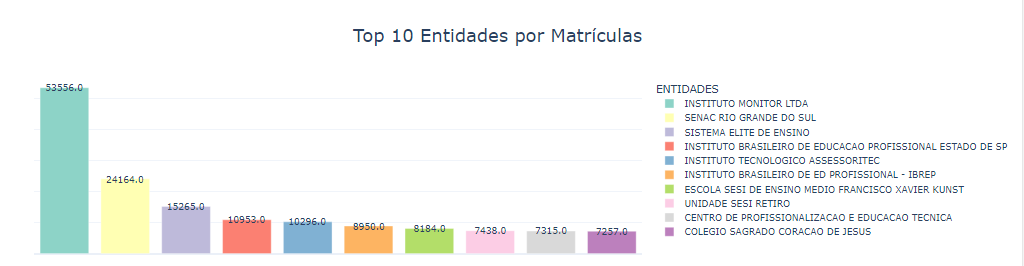 Top 10 Entidades por Matrículas
53556.0
24164.0
15265.0
10953.0
10296.0
8950.0
8184.0
7438.0
7315.0
7257.0
ENTIDADES
INSTITUTO MONITOR LTDA
SENAC RIO GRANDE DO SUL
SISTEMA ELITE DE ENSINO
INSTITUTO BRASILEIRO DE EDUCACAO PROFISSIONAL ESTADO DE SP
INSTITUTO TECNOLOGICO ASSESSORITEC
INSTITUTO BRASILEIRO DE ED PROFISSIONAL - IBREP
ESCOLA SESI DE ENSINO MEDIO FRANCISCO XAVIER KUNST
UNIDADE SESI RETIRO
CENTRO DE PROFISSIONALIZACAO E EDUCACAO TECNICA
COLEGIO SAGRADO CORACAO DE JESUS